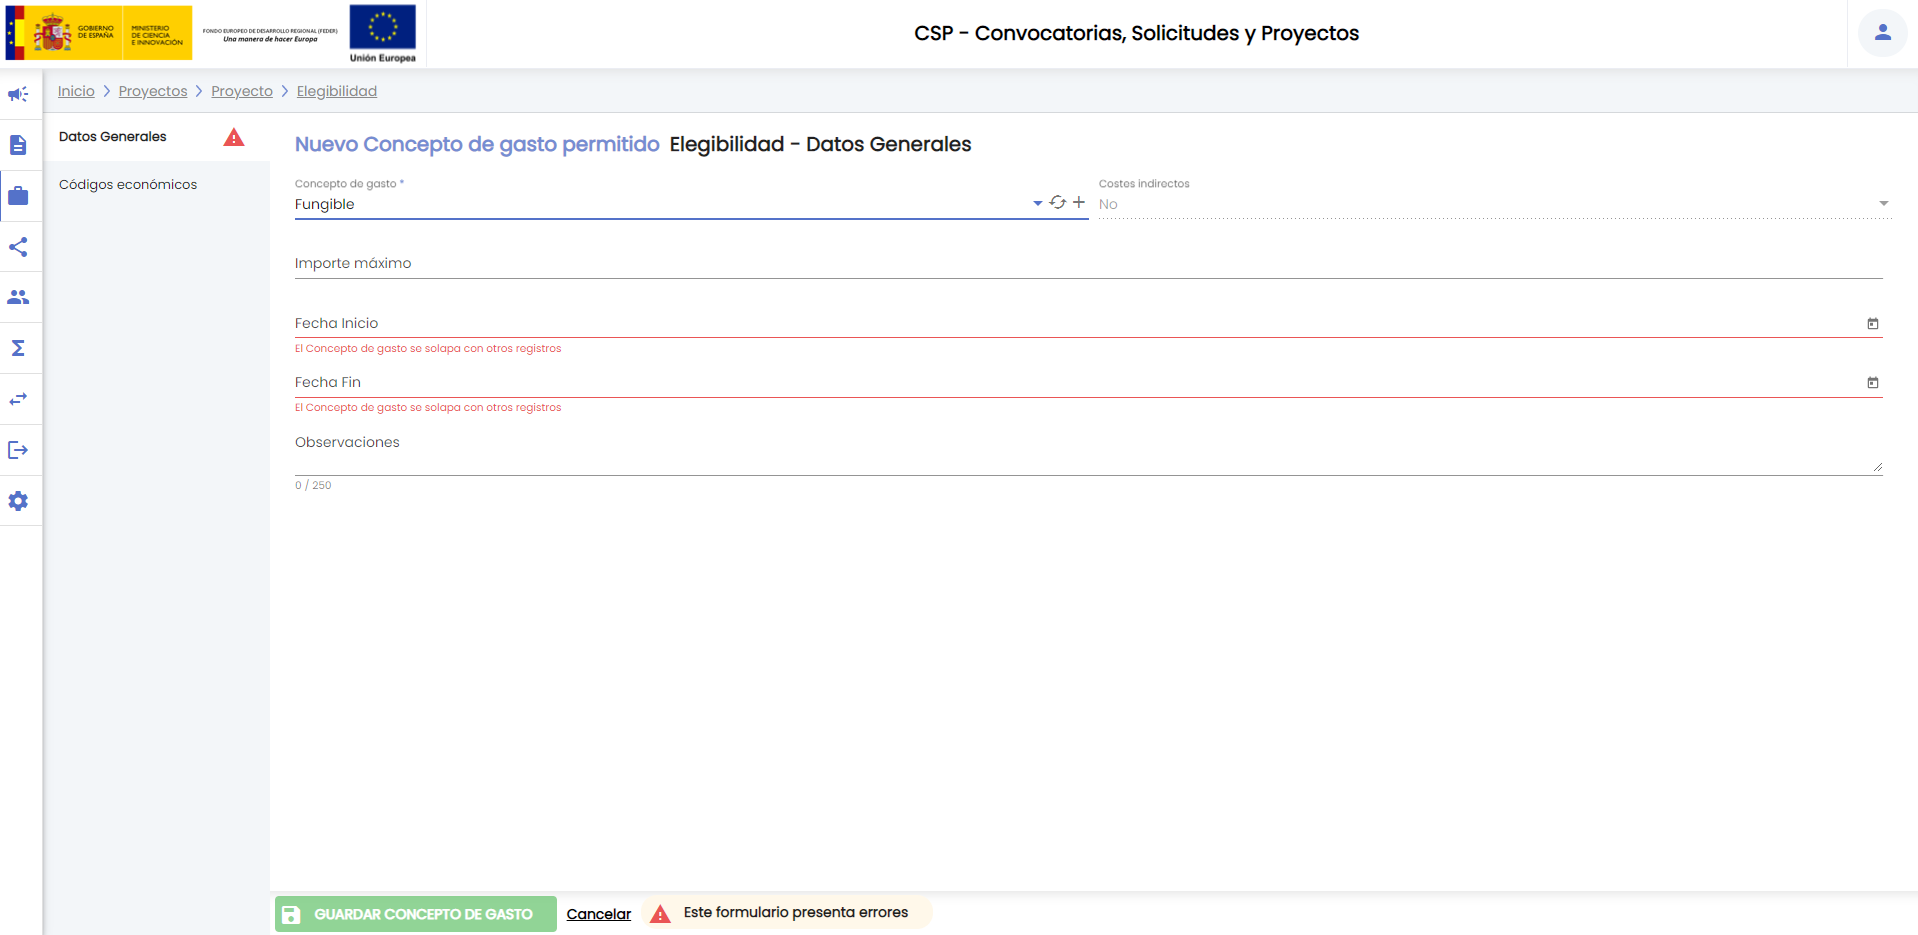 GOBIERNO
DE ESPAÑA
MINISTERIO
DE CIENCIA
E INNOVACIÓN
FONDO EUROPEO DE DESARROLLO REGIONAL (FEDER)
Una manera de hacer Europa
Unión Europea
CSP - Convocatorias, Solicitudes y Proyectos
Inicio > Proyectos > Proyecto > Elegibilidad
Datos Generales
Códigos económicos
Nuevo Concepto de gasto permitido Elegibilidad - Datos Generales
Concepto de gasto *
Fungible
Costes indirectos
No
Importe máximo
Fecha Inicio
El Concepto de gasto se solapa con otros registros
Fecha Fin
El Concepto de gasto se solapa con otros registros
Observaciones
0 / 250
GUARDAR CONCEPTO DE GASTO
Cancelar
Este formulario presenta errores